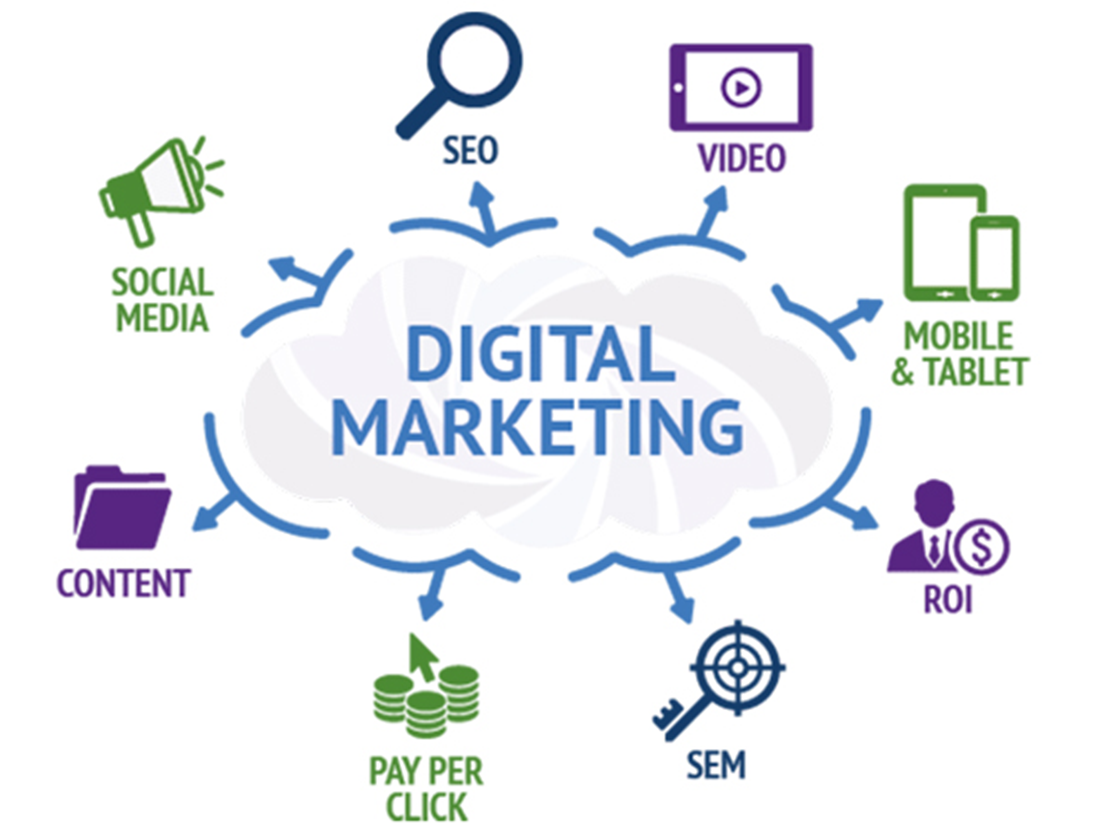 SEO
VIDEO
SOCIAL
MEDIA
MOBILE
& TABLET
DIGITAL
MARKETING
CONTENT
$
ROI
PAY PER
CLICK
SEM